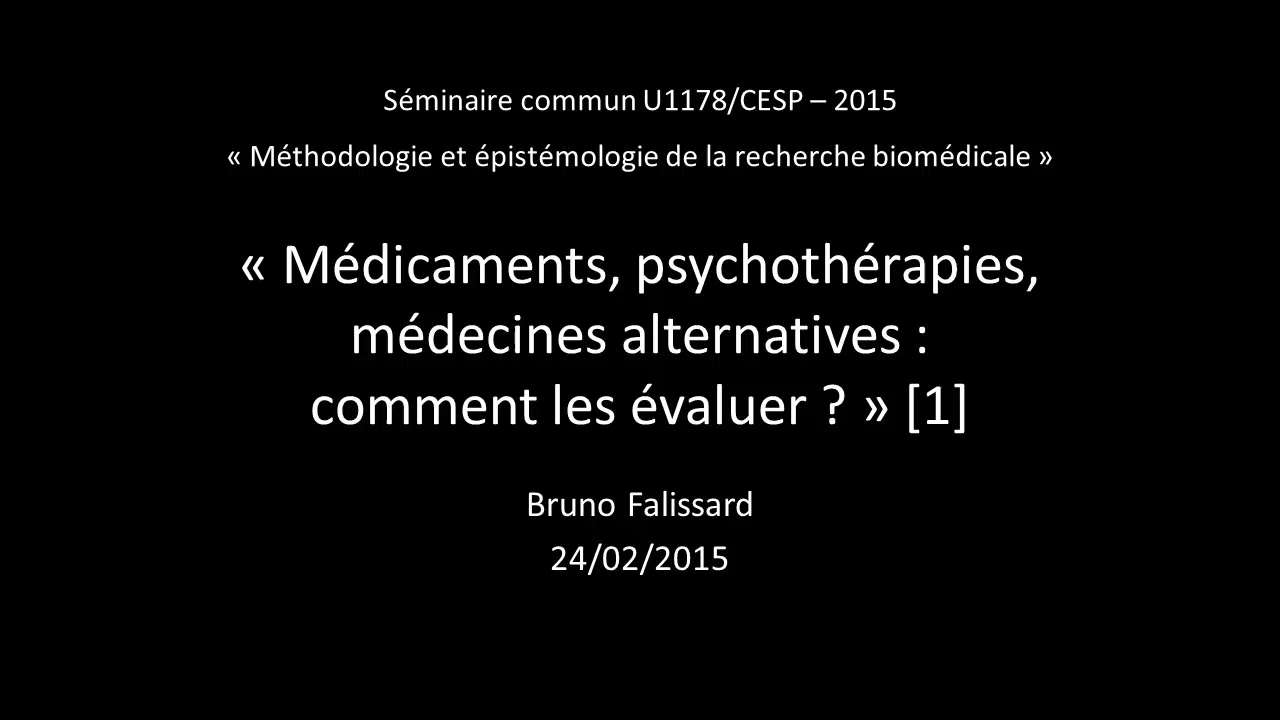 Séminaire commun U1178/CESP – 2015
« Méthodologie et épistémologie de la recherche biomédicale »
« Médicaments, psychothérapies,
médecines alternatives :
comment les évaluer ? » [1]
Bruno Falissard
24/02/2015